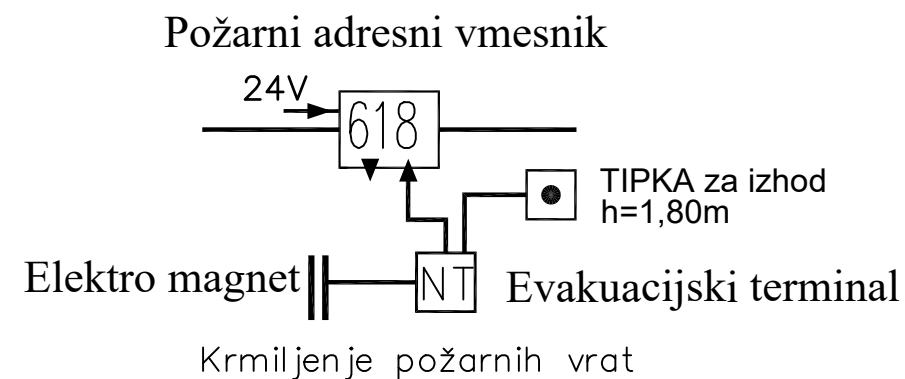 Požarni adresni vmesnik
24V
618
TIPKA za izhod
h=1,80m
Elektro magnet
NT
Evakuacijski terminal
Krmiljenje požarnih vrat